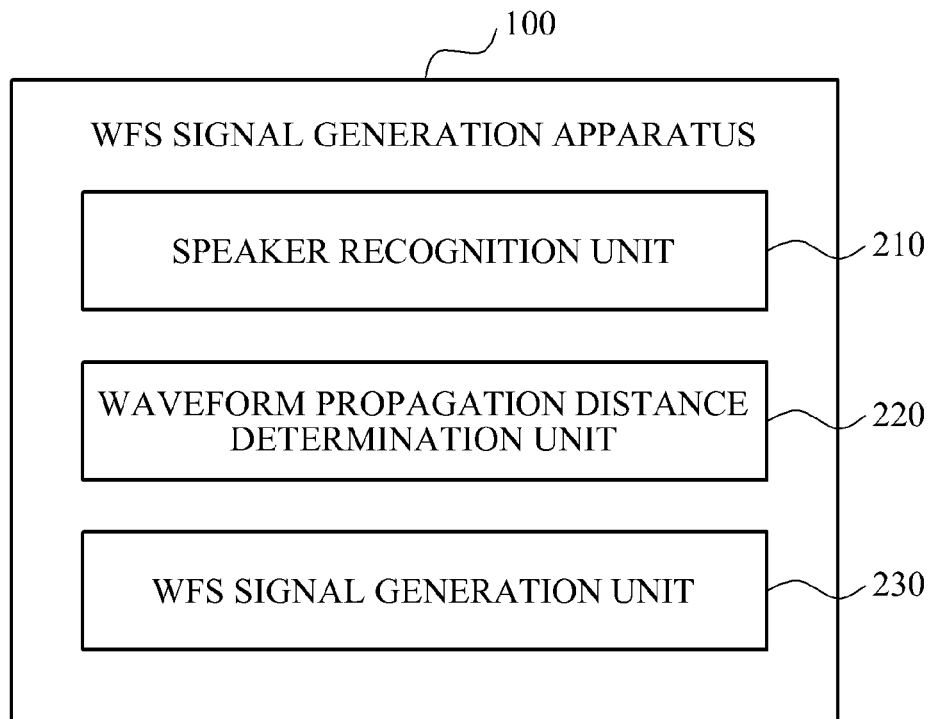 100
WFS SIGNAL GENERATION APPARATUS
SPEAKER RECOGNITION UNIT
210
WAVEFORM PROPAGATION DISTANCE
DETERMINATION UNIT
220
WFS SIGNAL GENERATION UNIT
230